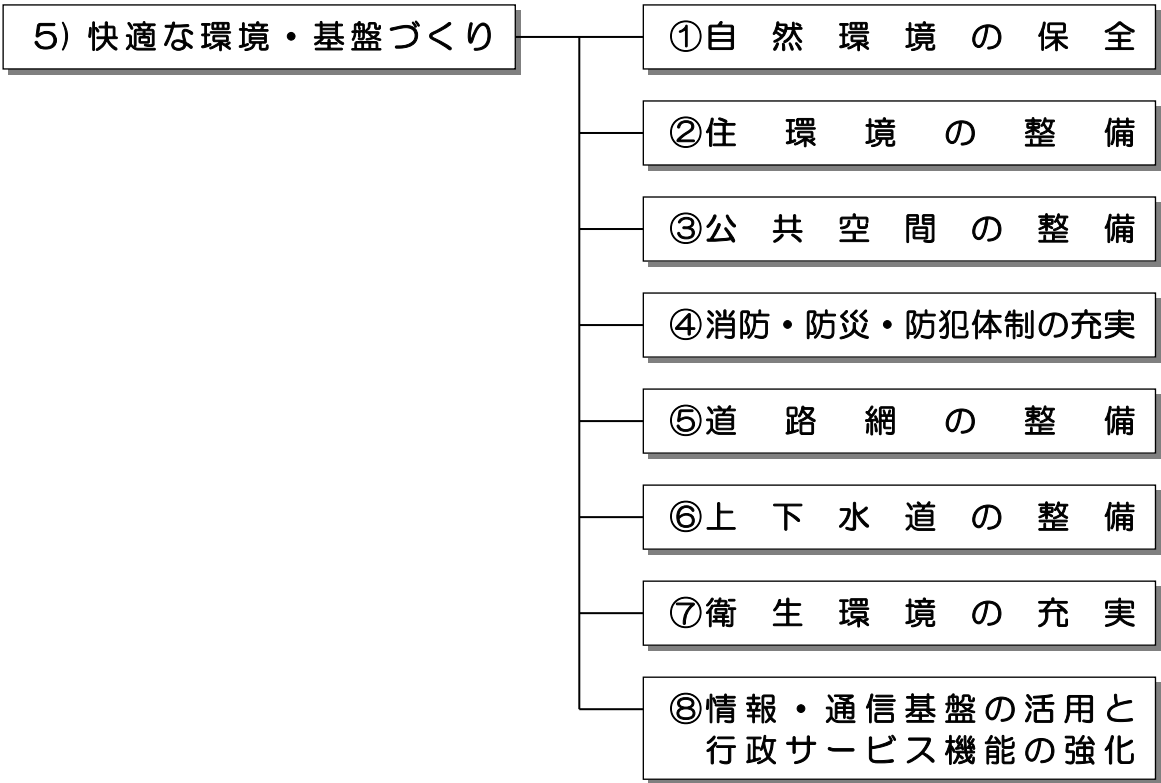 5) 快適な環境・基盤づくり
①自然環境の保全
②住環境の整備
③公共空間の整備
④消防・防災・防犯体制の充実
⑤道路網の整備
⑥上下水道の整備
⑦衛生環境の充実
⑧情報・通信基盤の活用と
行政サービス機能の強化